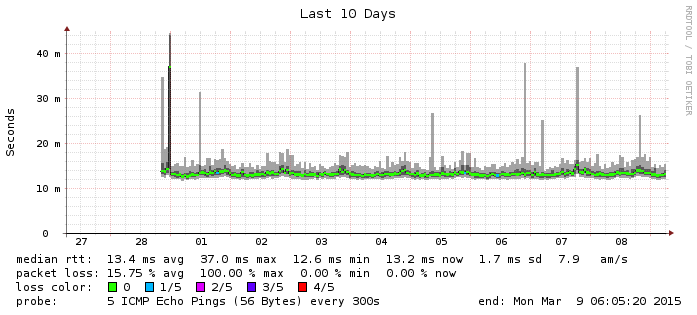 Last 10 Days
RRDTOOL / TOBI OETIKER
Seconds
40 m
30 m
20 m
10 m
0
27 28 01 02 03 04 05 06 07 08
median rtt: 13.4 ms avg 37.0 ms max 12.6 ms min 13.2 ms now 1.7 ms sd 7.9 am/s
packet loss: 15.75 % avg 100.00 % max 0.00 % min 0.00 % now
loss color: 0 1/5 2/5 3/5 4/5
probe: 5 ICMP Echo Pings (56 Bytes) every 300s end: Mon Mar 9 06:05:20 2015